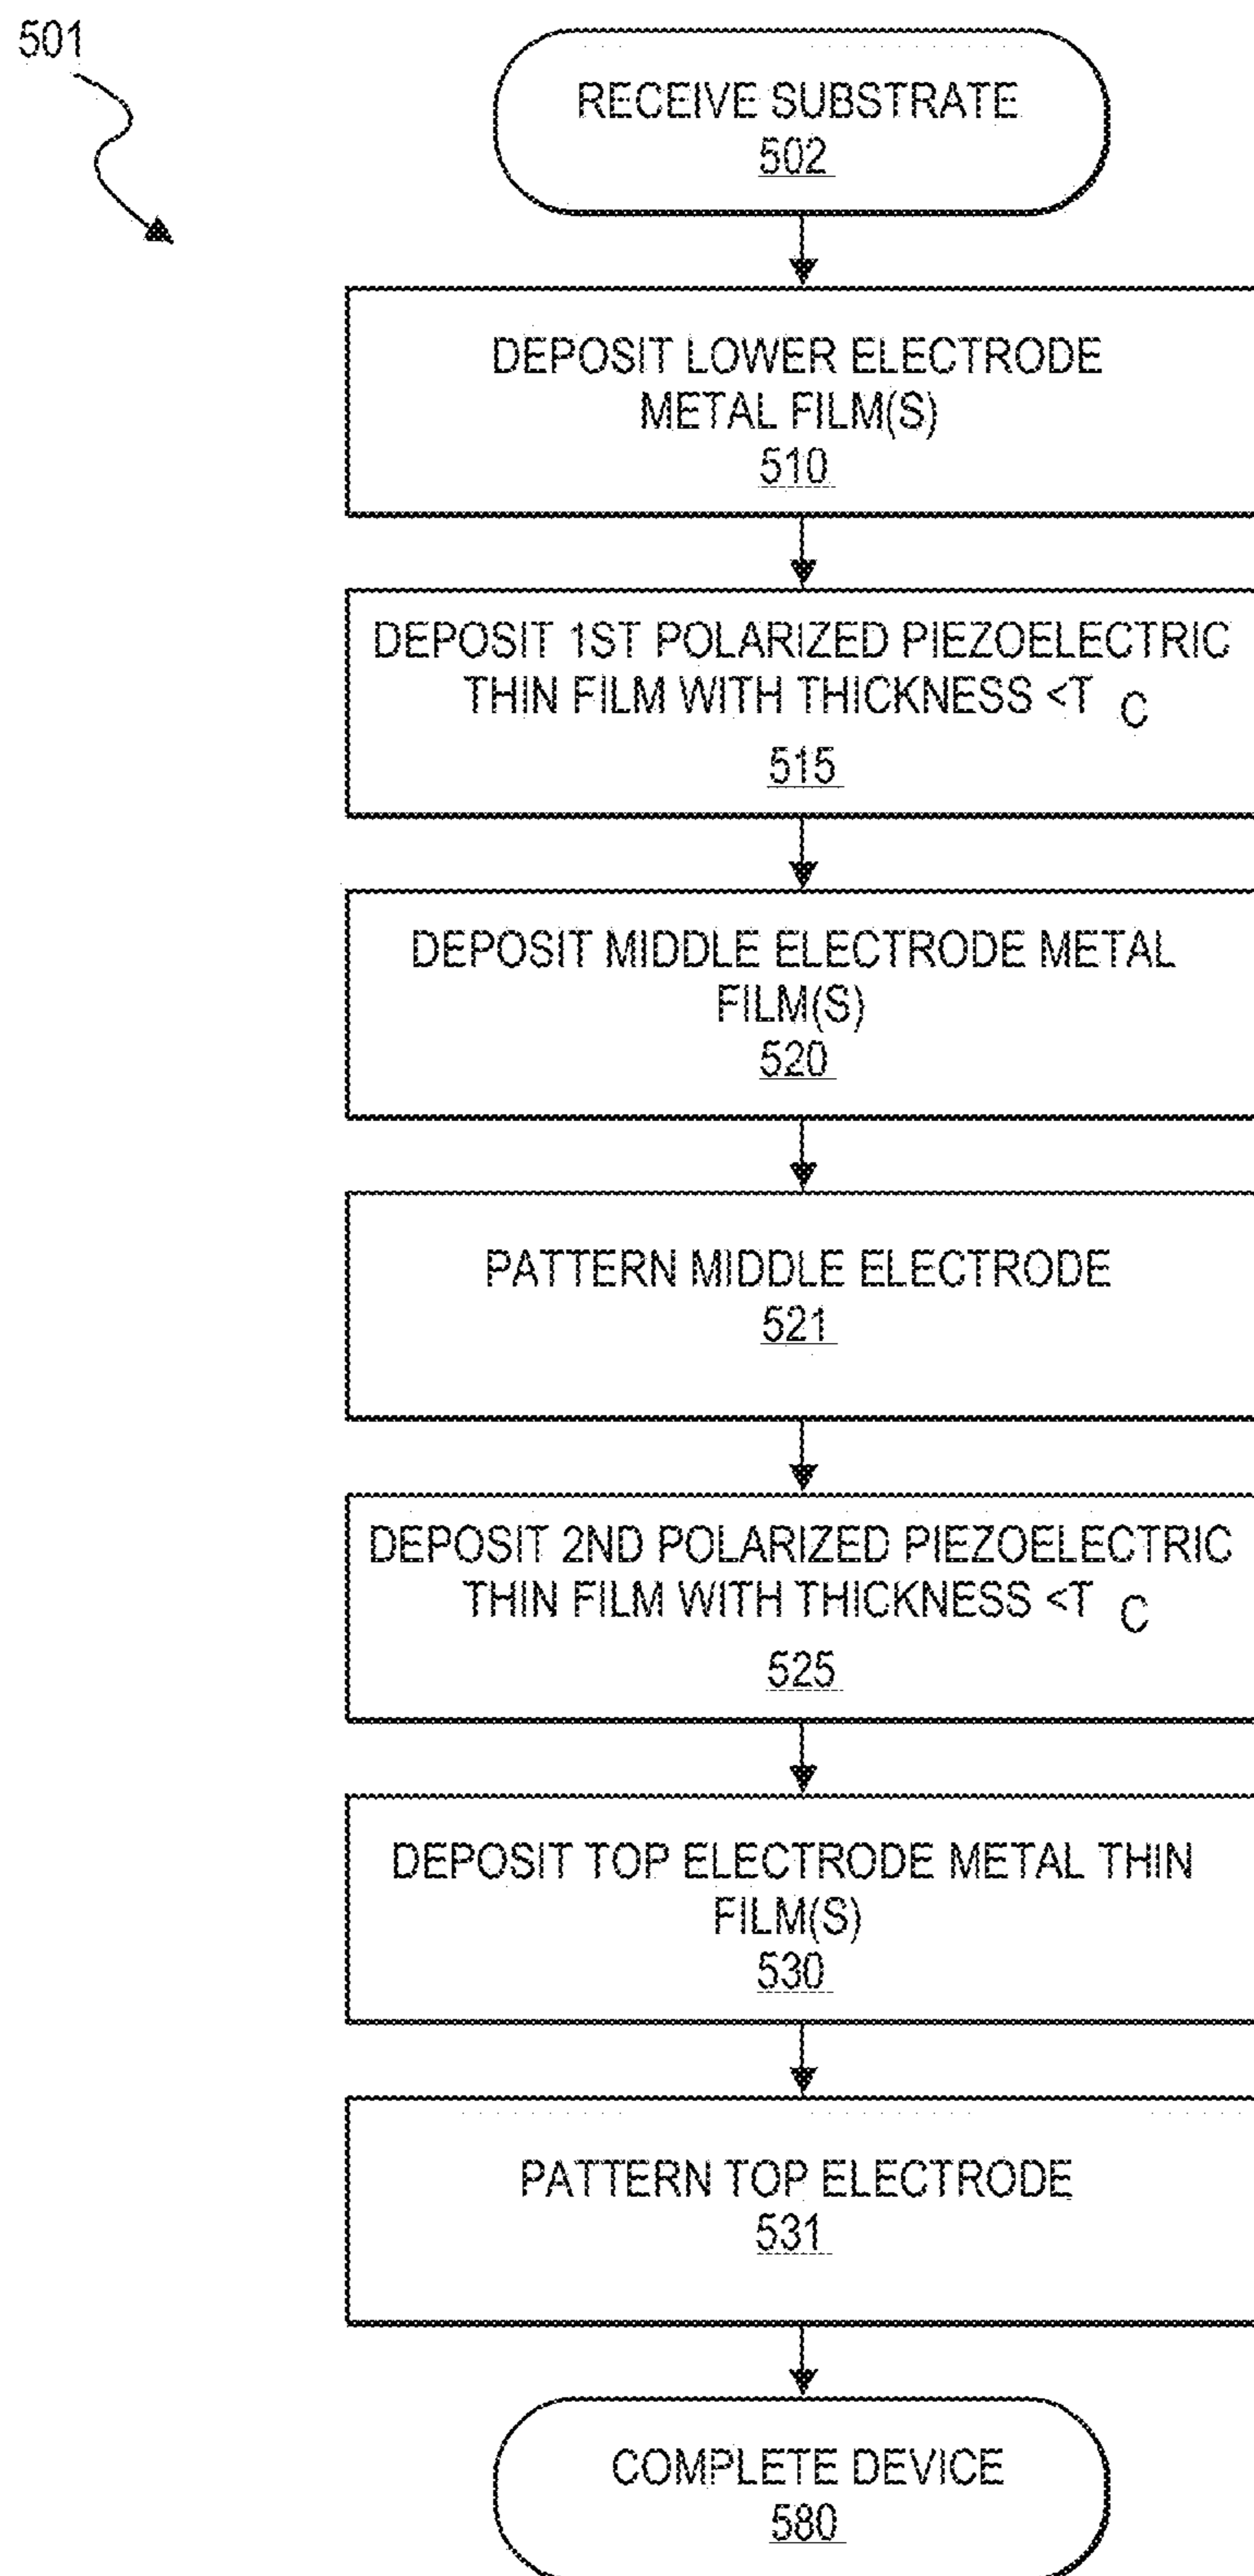 501
RECEIVE SUBSTRATE
502
DEPOSIT LOWER ELECTRODE
METAL FILM(S)
510
DEPOSIT 1ST POLARIZED PIEZOELECTRIC
THIN FILM WITH THICKNESS <T C
515
DEPOSIT MIDDLE ELECTRODE METAL
FILM(S)
520
PATTERN MIDDLE ELECTRODE
521
DEPOSIT 2ND POLARIZED PIEZOELECTRIC
THIN FILM WITH THICKNESS <T C
525
DEPOSIT TOP ELECTRODE METAL THIN
FILM(S)
530
PATTERN TOP ELECTRODE
531
COMPLETE DEVICE
580